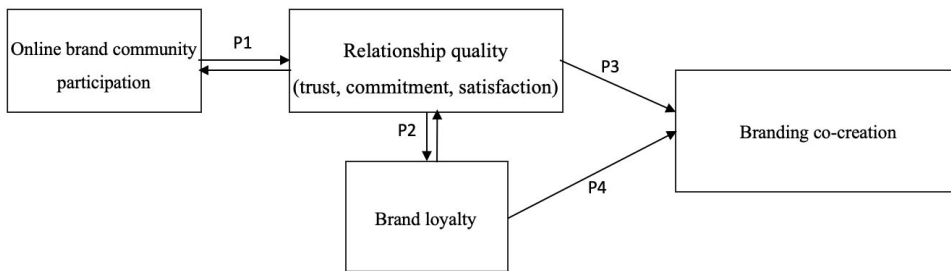 Online brand community
participation
P1
Relationship quality
(trust, commitment, satisfaction)
P3
Branding co-creation
P2
Brand loyalty
P4